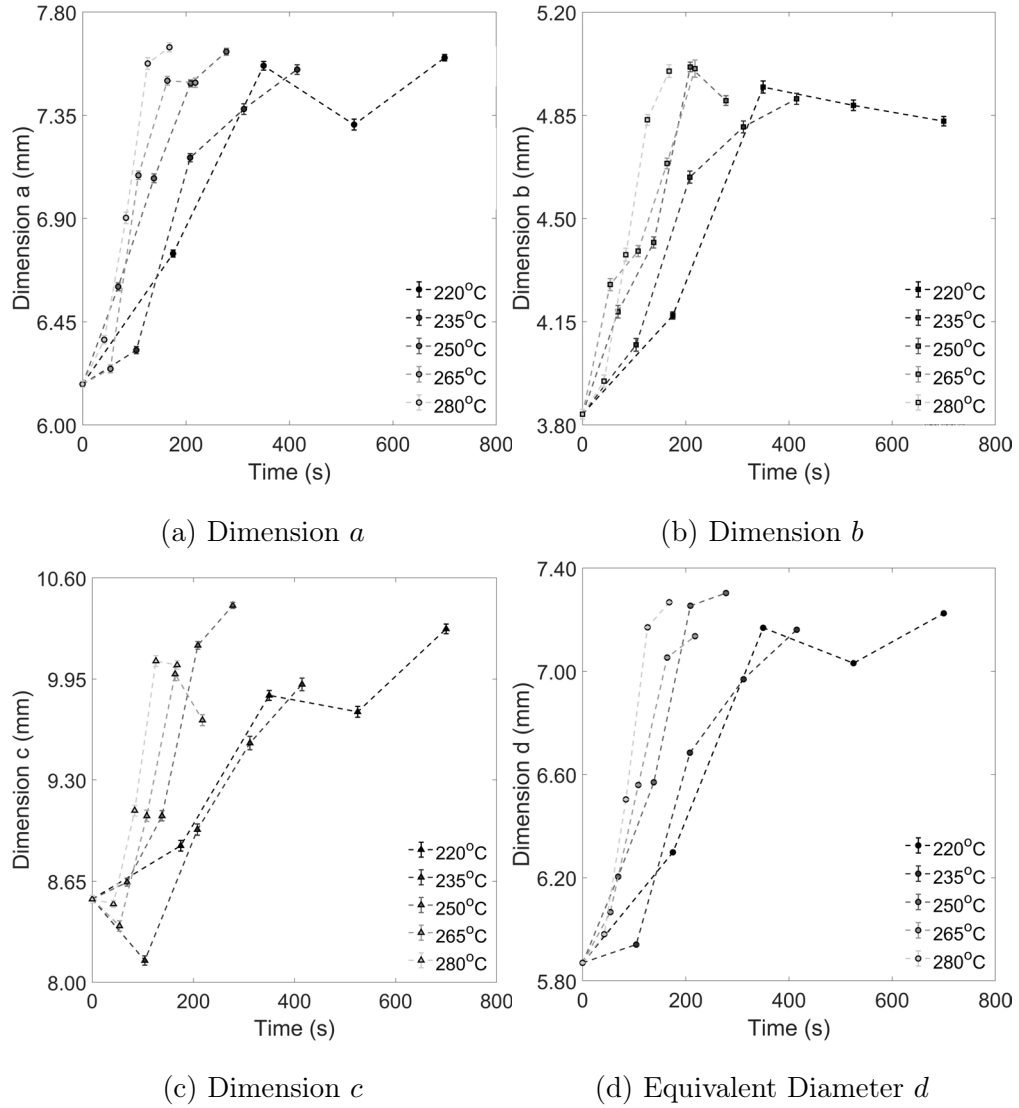 7.80
7.35
6.90
6.45
6.00
Dimension a (mm)
0 200 400 600 800
Time (s)
220°C
235°C
250°C
265°C
280°C
(a) Dimension a
5.20
4.85
4.50
4.15
3.80
Dimension b (mm)
0 200 400 600 800
Time (s)
220°C
235°C
250°C
265°C
280°C
(b) Dimension b
10.60
9.95
9.30
8.65
8.00
Dimension c (mm)
0 200 400 600 800
Time (s)
220°C
235°C
250°C
265°C
280°C
(c) Dimension c
7.40
7.00
6.60
6.20
5.80
Dimension d (mm)
0 200 400 600 800
Time (s)
220°C
235°C
250°C
265°C
280°C
(d) Equivalent Diameter d